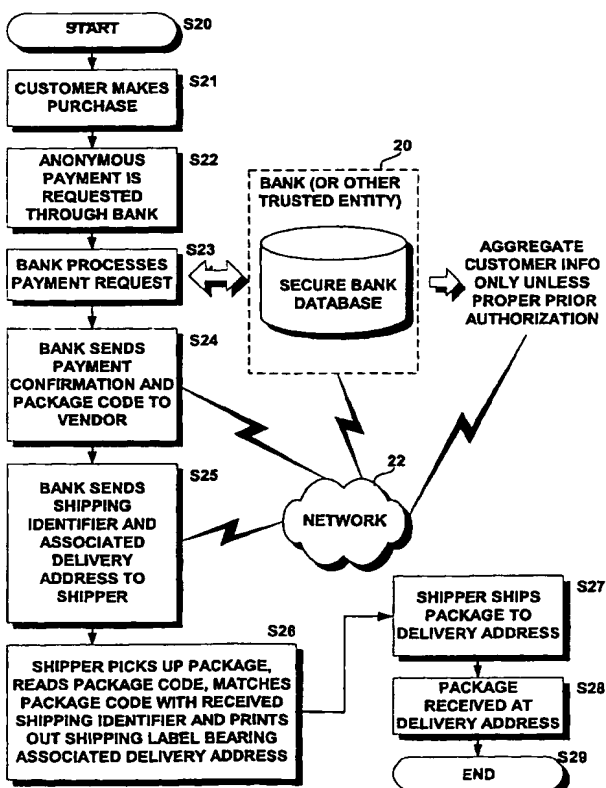 START
S20
CUSTOMER MAKES
PURCHASE
S21
ANONYMOUS
PAYMENT IS
REQUESTED
THROUGH BANK
S22
BANK PROCESSES
PAYMENT REQUEST
S23
20
BANK (OR OTHER
TRUSTED ENTITY)
SECURE BANK
DATABASE
AGGREGATE
CUSTOMER INFO
ONLY UNLESS
PROPER PRIOR
AUTHORIZATION
BANK SENDS
PAYMENT
CONFIRMATION AND
PACKAGE CODE TO
VENDOR
S24
BANK SENDS
SHIPPING
IDENTIFIER AND
ASSOCIATED
DELIVERY
ADDRESS TO
SHIPPER
S25
22
NETWORK
SHIPPER PICKS UP PACKAGE,
READS PACKAGE CODE, MATCHES
PACKAGE CODE WITH RECEIVED
SHIPPING IDENTIFIER AND PRINTS
OUT SHIPPING LABEL BEARING
ASSOCIATED DELIVERY ADDRESS
S26
SHIPPER SHIPS
PACKAGE TO
DELIVERY ADDRESS
S27
PACKAGE
RECEIVED AT
DELIVERY ADDRESS
S28
END
S29